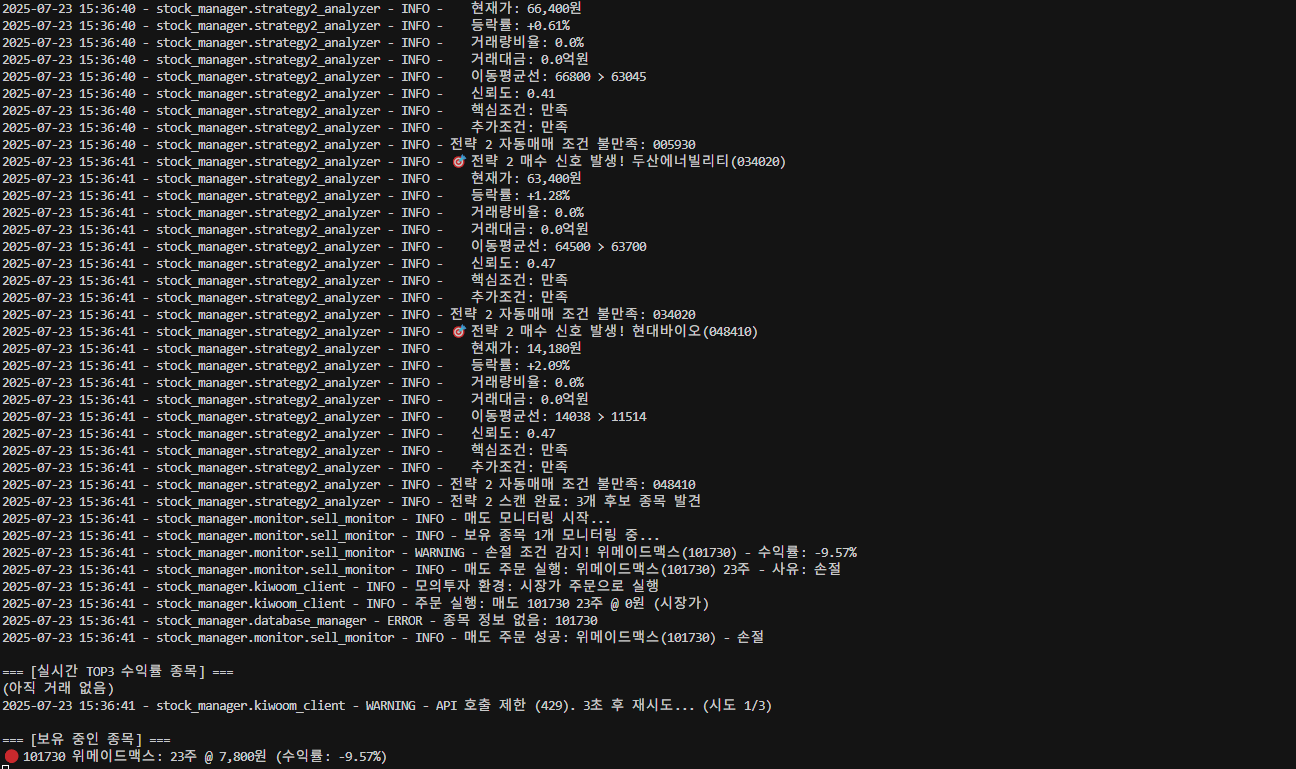 2025-07-23 15:36:40 - stock_manager.strategy2_analyzer - INFO -    현재가: 66,400원
2025-07-23 15:36:40 - stock_manager.strategy2_analyzer - INFO -    등락률: +0.61%
2025-07-23 15:36:40 - stock_manager.strategy2_analyzer - INFO -    거래량비율: 0.0%
2025-07-23 15:36:40 - stock_manager.strategy2_analyzer - INFO -    거래대금: 0.0억원
2025-07-23 15:36:40 - stock_manager.strategy2_analyzer - INFO -    이동평균선: 66800 > 63045
2025-07-23 15:36:40 - stock_manager.strategy2_analyzer - INFO -    신뢰도: 0.41
2025-07-23 15:36:40 - stock_manager.strategy2_analyzer - INFO -    핵심조건: 만족
2025-07-23 15:36:40 - stock_manager.strategy2_analyzer - INFO -    추가조건: 만족
2025-07-23 15:36:40 - stock_manager.strategy2_analyzer - INFO - 전략 2 자동매매 조건 불만족: 005930
2025-07-23 15:36:41 - stock_manager.strategy2_analyzer - INFO - 🎯 전략 2 매수 신호 발생! 두산에너빌리티(034020)
2025-07-23 15:36:41 - stock_manager.strategy2_analyzer - INFO -    현재가: 63,400원
2025-07-23 15:36:41 - stock_manager.strategy2_analyzer - INFO -    등락률: +1.28%
2025-07-23 15:36:41 - stock_manager.strategy2_analyzer - INFO -    거래량비율: 0.0%
2025-07-23 15:36:41 - stock_manager.strategy2_analyzer - INFO -    거래대금: 0.0억원
2025-07-23 15:36:41 - stock_manager.strategy2_analyzer - INFO -    이동평균선: 64500 > 63700
2025-07-23 15:36:41 - stock_manager.strategy2_analyzer - INFO -    신뢰도: 0.47
2025-07-23 15:36:41 - stock_manager.strategy2_analyzer - INFO -    핵심조건: 만족
2025-07-23 15:36:41 - stock_manager.strategy2_analyzer - INFO -    추가조건: 만족
2025-07-23 15:36:41 - stock_manager.strategy2_analyzer - INFO - 전략 2 자동매매 조건 불만족: 034020
2025-07-23 15:36:41 - stock_manager.strategy2_analyzer - INFO - 🎯 전략 2 매수 신호 발생! 현대바이오(048410)
2025-07-23 15:36:41 - stock_manager.strategy2_analyzer - INFO -    현재가: 14,180원
2025-07-23 15:36:41 - stock_manager.strategy2_analyzer - INFO -    등락률: +2.09%
2025-07-23 15:36:41 - stock_manager.strategy2_analyzer - INFO -    거래량비율: 0.0%
2025-07-23 15:36:41 - stock_manager.strategy2_analyzer - INFO -    거래대금: 0.0억원
2025-07-23 15:36:41 - stock_manager.strategy2_analyzer - INFO -    이동평균선: 14038 > 11514
2025-07-23 15:36:41 - stock_manager.strategy2_analyzer - INFO -    신뢰도: 0.47
2025-07-23 15:36:41 - stock_manager.strategy2_analyzer - INFO -    핵심조건: 만족
2025-07-23 15:36:41 - stock_manager.strategy2_analyzer - INFO -    추가조건: 만족
2025-07-23 15:36:41 - stock_manager.strategy2_analyzer - INFO - 전략 2 자동매매 조건 불만족: 048410
2025-07-23 15:36:41 - stock_manager.strategy2_analyzer - INFO - 전략 2 스캔 완료: 3개 후보 종목 발견
2025-07-23 15:36:41 - stock_manager.monitor.sell_monitor - INFO - 매도 모니터링 시작...
2025-07-23 15:36:41 - stock_manager.monitor.sell_monitor - INFO - 보유 종목 1개 모니터링 중...
2025-07-23 15:36:41 - stock_manager.monitor.sell_monitor - WARNING - 손절 조건 감지! 위메이드맥스(101730) - 수익률: -9.57%
2025-07-23 15:36:41 - stock_manager.monitor.sell_monitor - INFO - 매도 주문 실행: 위메이드맥스(101730) 23주 - 사유: 손절
2025-07-23 15:36:41 - stock_manager.kiwoom_client - INFO - 모의투자 환경: 시장가 주문으로 실행
2025-07-23 15:36:41 - stock_manager.kiwoom_client - INFO - 주문 실행: 매도 101730 23주 @ 0원 (시장가)
2025-07-23 15:36:41 - stock_manager.database_manager - ERROR - 종목 정보 없음: 101730
2025-07-23 15:36:41 - stock_manager.monitor.sell_monitor - INFO - 매도 주문 성공: 위메이드맥스(101730) - 손절
=== [실시간 TOP3 수익률 종목] ===
(아직 거래 없음)
2025-07-23 15:36:41 - stock_manager.kiwoom_client - WARNING - API 호출 제한 (429). 3초 후 재시도... (시도 1/3)
=== [보유 중인 종목] ===
🔴 101730 위메이드맥스: 23주 @ 7,800원 (수익률: -9.57%)